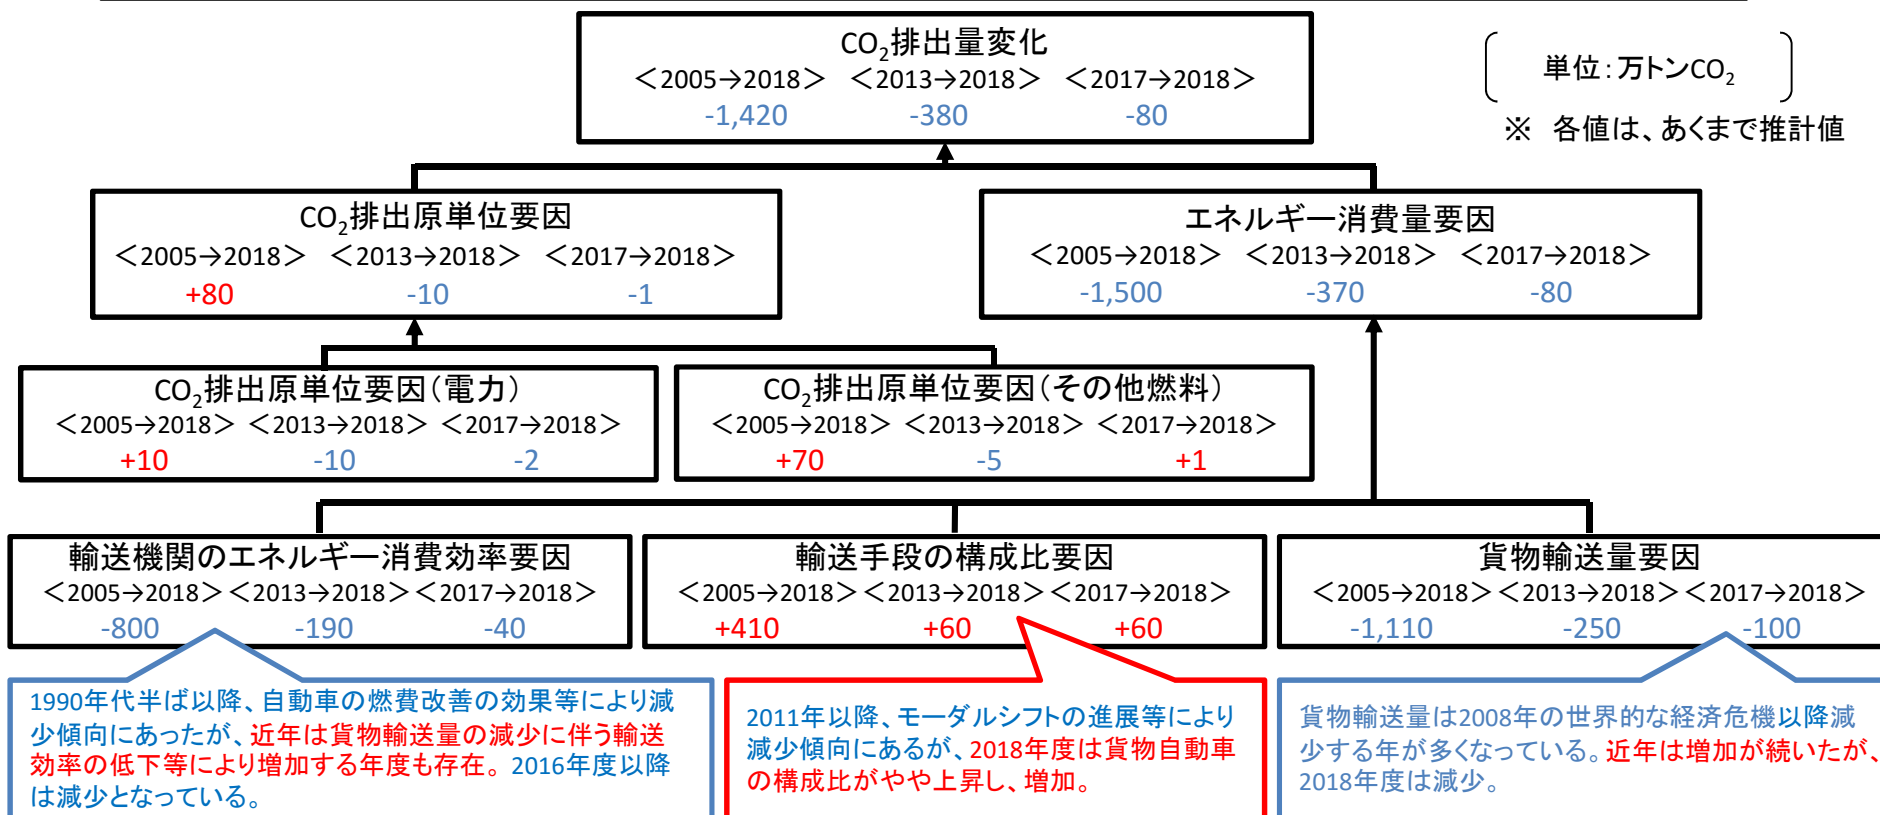 CO2排出量変化
<2005→2018> <2013→2018> <2017→2018>
-1,420 -380 -80
単位：万トンCO2
※ 各値は、あくまで推計値
CO2排出原単位要因
<2005→2018> <2013→2018> <2017→2018>
+80 -10 -1
エネルギー消費量要因
<2005→2018> <2013→2018> <2017→2018>
-1,500 -370 -80
CO2排出原単位要因（電力）
<2005→2018> <2013→2018> <2017→2018>
+10 -10 -2
CO2排出原単位要因（その他燃料）
<2005→2018> <2013→2018> <2017→2018>
+70 -5 +1
輸送機関のエネルギー消費効率要因
<2005→2018> <2013→2018> <2017→2018>
-800 -190 -40
輸送手段の構成比要因
<2005→2018> <2013→2018> <2017→2018>
+410 +60 +60
貨物輸送量要因
<2005→2018> <2013→2018> <2017→2018>
-1,110 -250 -100
1990年代半ば以降、自動車の燃費改善の効果等により減
少傾向にあったが、近年は貨物輸送量の減少に伴う輸送
効率の低下等により増加する年度も存在。2016年度以降
は減少となっている。
2011年以降、モーダルシフトの進展等により
減少傾向にあるが、2018年度は貨物自動車
の構成比がやや上昇し、増加。
貨物輸送量は2008年の世界的な経済危機以降減
少する年が多くなっている。近年は増加が続いたが、
2018年度は減少。